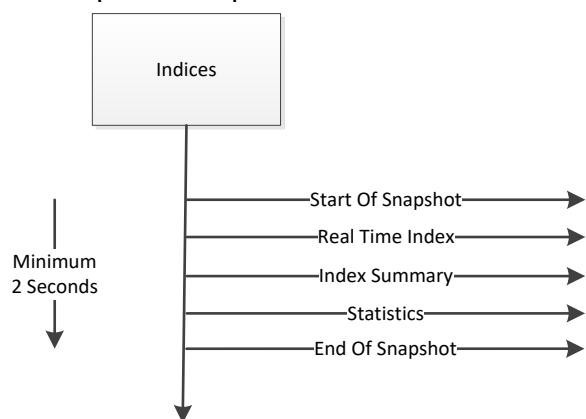 Indices
Start Of Snapshot
Real Time Index
Minimum
2 Seconds
Index Summary
Statistics
End Of Snapshot